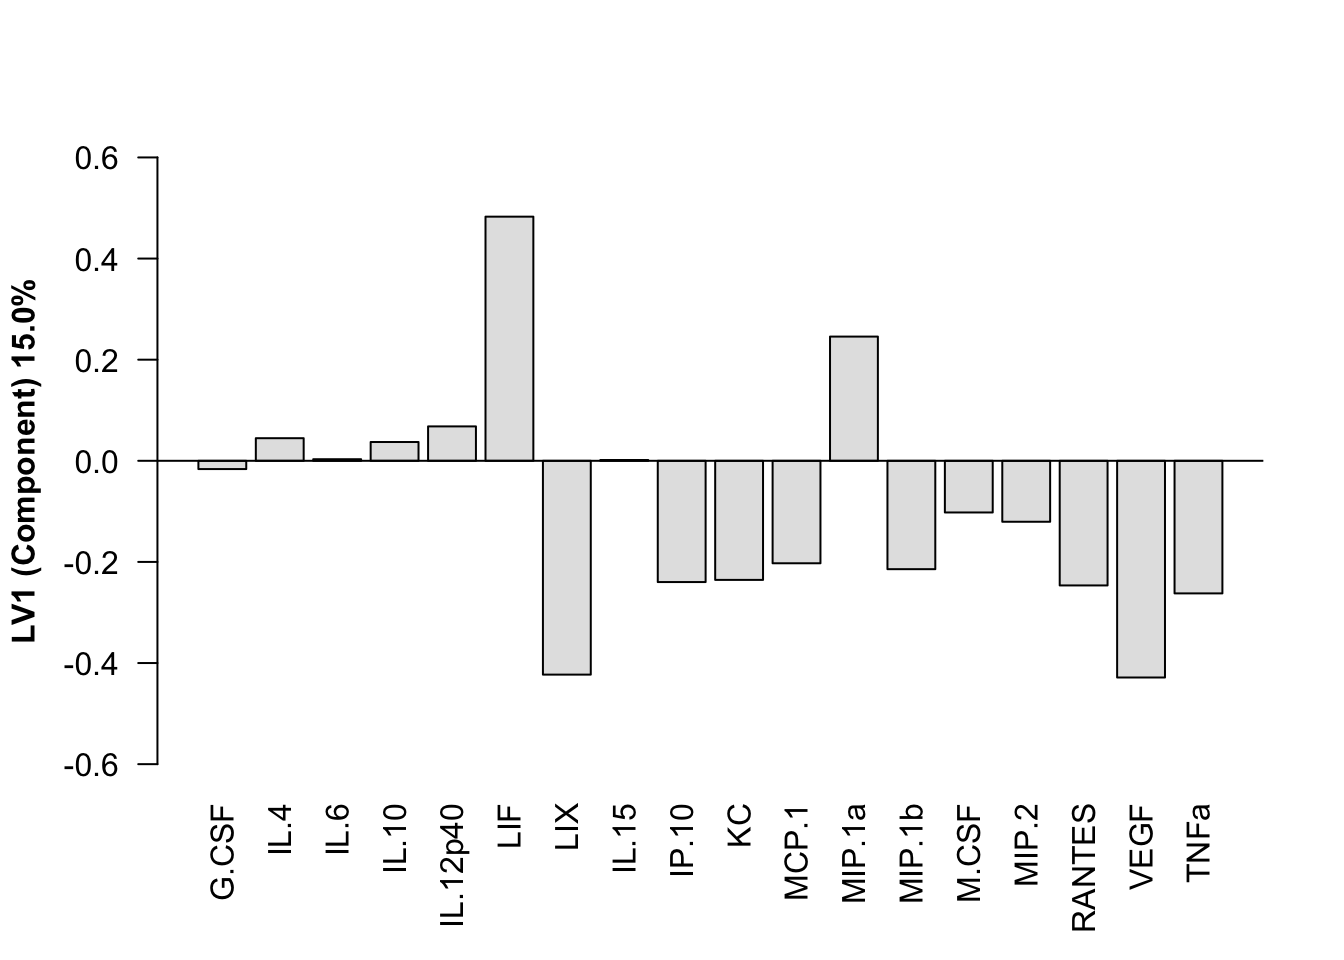 LV1 (Component) 15.0%
0.6
0.4
0.2
0.0
-0.2
-0.4
-0.6
G.CSF
IL.4
IL.6
IL.10
IL.12p40
LIF
LIX
IL.15
IP.10
KC
MCP.1
MIP.1a
MIP.1b
M.CSF
MIP.2
RANTES
VEGF
TNFa